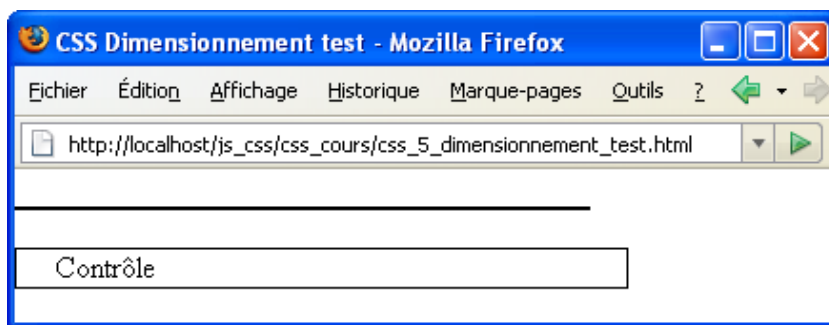 CSS Dimensionnement test - Mozilla Firefox
Fichier Édition Affichage Historique Marque-pages Outils ?
http://localhost/js_css/css_cours/css_5_dimensionnement_test.html
Contrôle